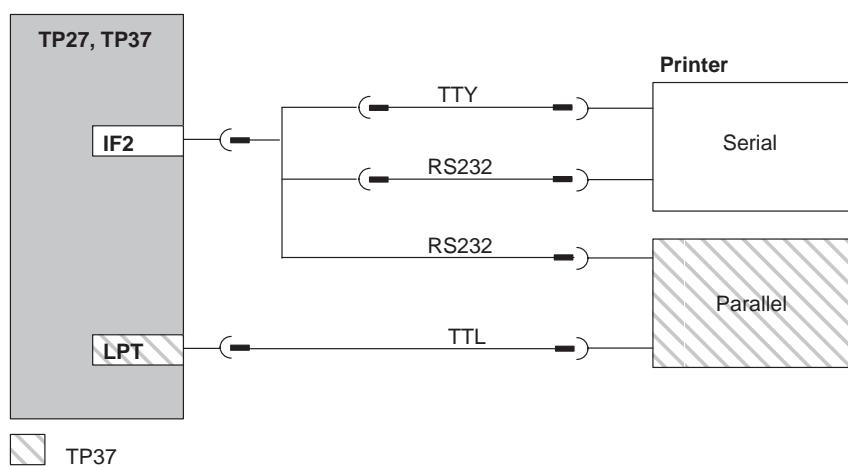 TP27, TP37
Printer
TTY
IF2
Serial
RS232
RS232
Parallel
LPT
TTL
TP37